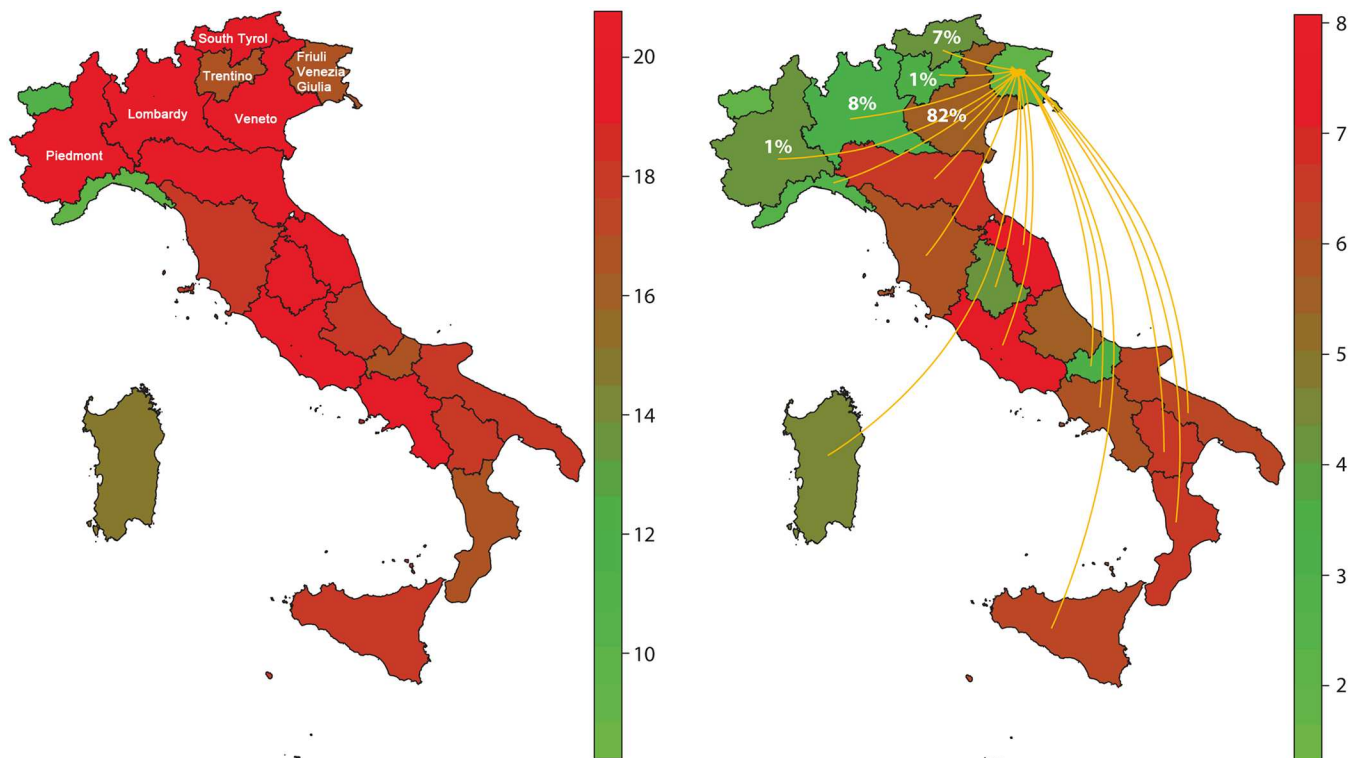 South Tyrol
Trentino
Friuli
Venezia
Giulia
Lombardy
Veneto
Piedmont
20
18
16
14
12
10
7%
1%
8%
82%
1%
8
7
6
5
4
3
2